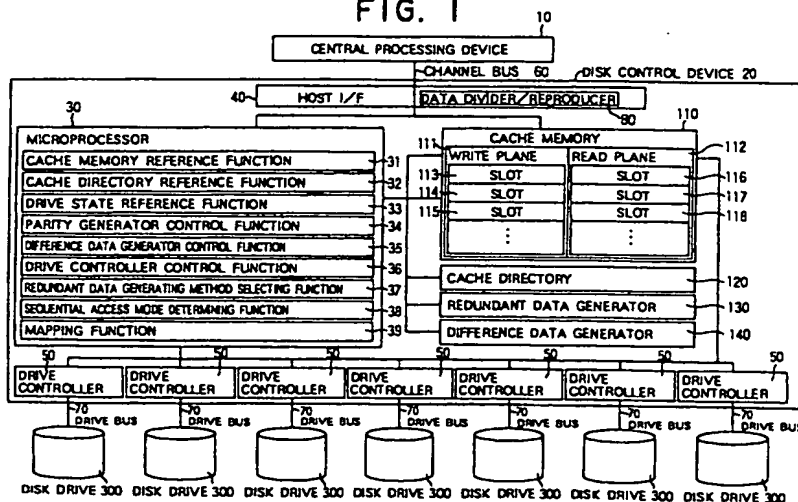 FIG. 1
10
CENTRAL PROCESSING DEVICE
CHANNEL BUS 60
DISK CONTROL DEVICE 20
40
HOST I/F
DATA DIVIDER/REPRODUCER
80
30
MICROPROCESSOR
CACHE MEMORY REFERENCE FUNCTION 31
CACHE DIRECTORY REFERENCE FUNCTION 32
DRIVE STATE REFERENCE FUNCTION 33
PARITY GENERATOR CONTROL FUNCTION 34
DIFFERENCE DATA GENERATOR CONTROL FUNCTION 35
DRIVE CONTROLLER CONTROL FUNCTION 36
REDUNDANT DATA GENERATING METHOD SELECTING FUNCTION 37
SEQUENTIAL ACCESS MODE DETERMINING FUNCTION 38
MAPPING FUNCTION 39
110
CACHE MEMORY
111 WRITE PLANE READ PLANE 112
113 SLOT SLOT 116
114 SLOT SLOT 117
115 SLOT SLOT 118
⋮ ⋮
CACHE DIRECTORY 120
REDUNDANT DATA GENERATOR 130
DIFFERENCE DATA GENERATOR 140
50 50 50 50 50 50 50
DRIVE CONTROLLER DRIVE CONTROLLER DRIVE CONTROLLER DRIVE CONTROLLER DRIVE CONTROLLER DRIVE CONTROLLER DRIVE CONTROLLER
70 70 70 70 70 70 70
DRIVE BUS DRIVE BUS DRIVE BUS DRIVE BUS DRIVE BUS DRIVE BUS DRIVE BUS
DISK DRIVE 300 DISK DRIVE 300 DISK DRIVE 300 DISK DRIVE 300 DISK DRIVE 300 DISK DRIVE 300 DISK DRIVE 300